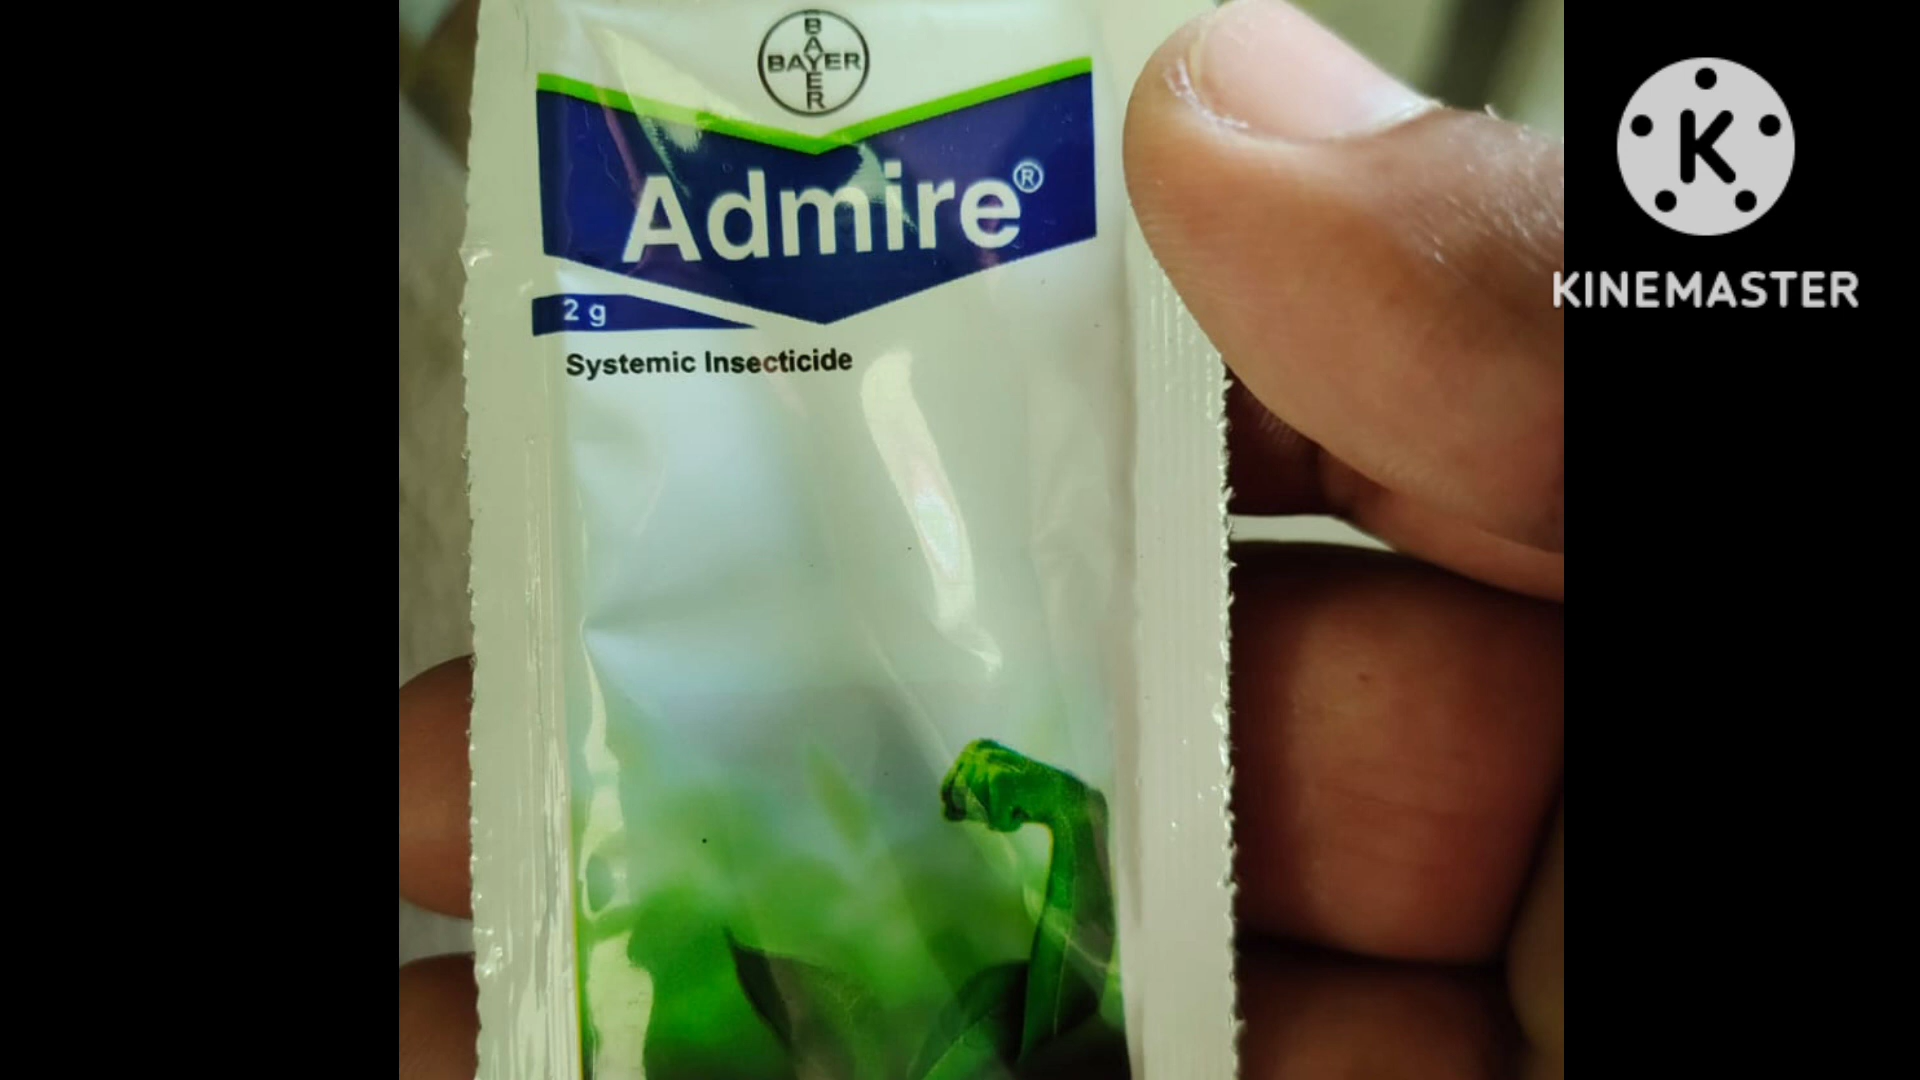 BAYER
BAYER
Admire®
2 g
Systemic Insecticide
K
KINEMASTER